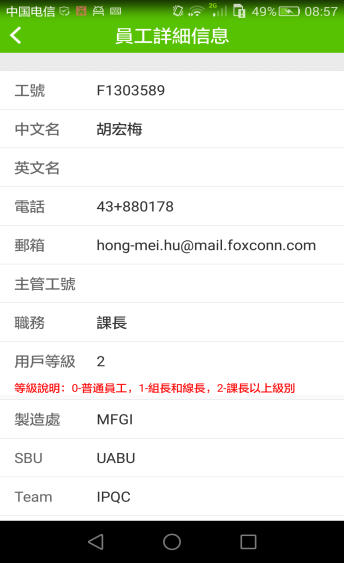 中国电信 2G 49% 08:57
員工詳細信息
工號 F1303589
中文名 胡宏梅
英文名
電話 43+880178
郵箱 hong-mei.hu@mail.foxconn.com
主管工號
職務 課長
用戶等級 2
等級說明：0-普通員工，1-組長和線長，2-課長以上級別
製造處 MFGI
SBU UABU
Team IPQC